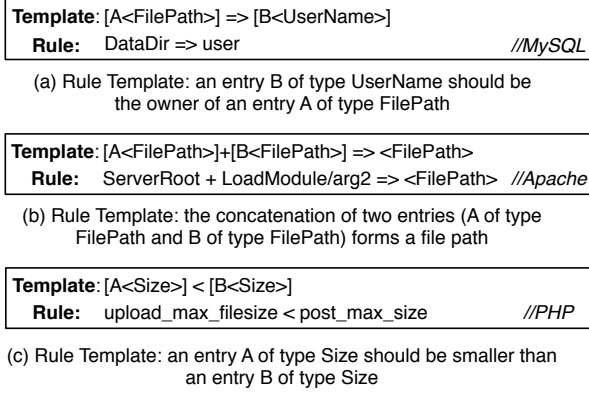 Template: [A<FilePath>] => [B<UserName>]
Rule: DataDir => user //MySQL
(a) Rule Template: an entry B of type UserName should be
the owner of an entry A of type FilePath
Template: [A<FilePath>]+[B<FilePath>] => <FilePath>
Rule: ServerRoot + LoadModule/arg2 => <FilePath> //Apache
(b) Rule Template: the concatenation of two entries (A of type
FilePath and B of type FilePath) forms a file path
Template: [A<Size>] < [B<Size>]
Rule: upload_max_filesize < post_max_size //PHP
(c) Rule Template: an entry A of type Size should be smaller than
an entry B of type Size